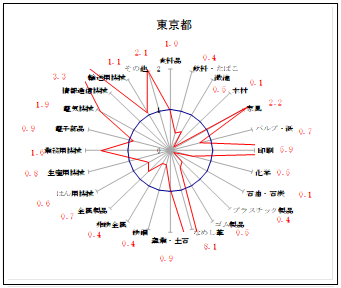 東京都
食料品 1.0
飲料・たばこ 0.4
繊維 0.5
木材 0.1
家具 2.2
パルプ・紙 0.7
印刷 5.9
化学 0.5
石油・石炭 0.1
プラスチック製品 0.4
ゴム製品 0.5
なめし革 8.1
窯業・土石 0.9
鉄鋼 0.4
非鉄金属 0.4
金属製品 0.7
はん用機械 0.6
生産用機械 0.8
業務用機械
電子部品 0.9
電気機械 1.9
情報通信機械 3.3
輸送用機械 1.1
その他 2.1
2
0